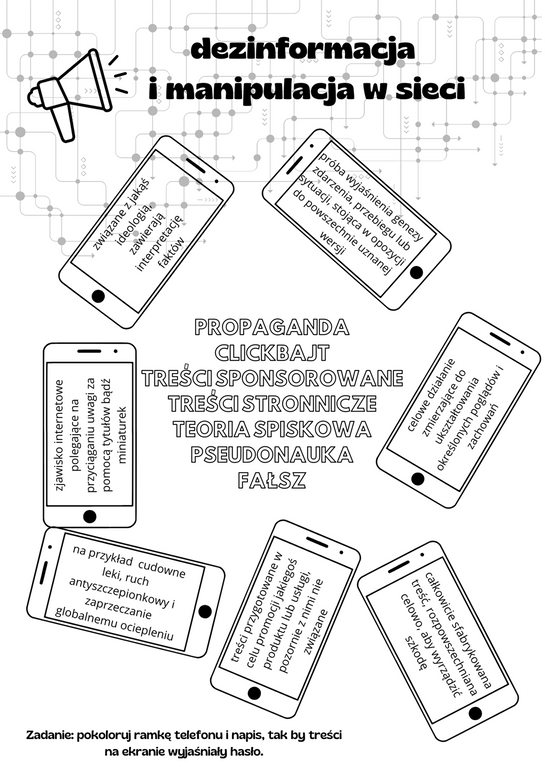 dezinformacja
i manipulacja w sieci
związane z jakąś
ideologią,
zawierają
interpretację
faktów
próba wyjaśnienia genezy
zdarzenia, przebiegu lub
sytuacji, stojąca w opozycji
do powszechnie uznanej
wersji
PROPAGANDA
CLICKBAJT
TREŚCI SPONSOROWANE
TREŚCI STRONNICZE
TEORIA SPISKOWA
PSEUDONAUKA
FAŁSZ
zjawisko internetowe
polegające na
przyciąganiu uwagi za
pomocą tytułów bądź
miniaturek
celowe działanie
zmierzające do
ukształtowania
określonych poglądów i
zachowań
na przykład cudowne
leki, ruch
antyszczepionkowy i
zaprzeczanie
globalnemu ociepleniu
treści przygotowane w
celu promocji jakiegoś
produktu lub usługi,
pozornie z nimi nie
związane
całkowicie sfabrykowana
treść, rozpowszechniana
celowo, aby wyrządzić
szkodę
Zadanie: pokoloruj ramkę telefonu i napis, tak by treści
na ekranie wyjaśniały hasło.